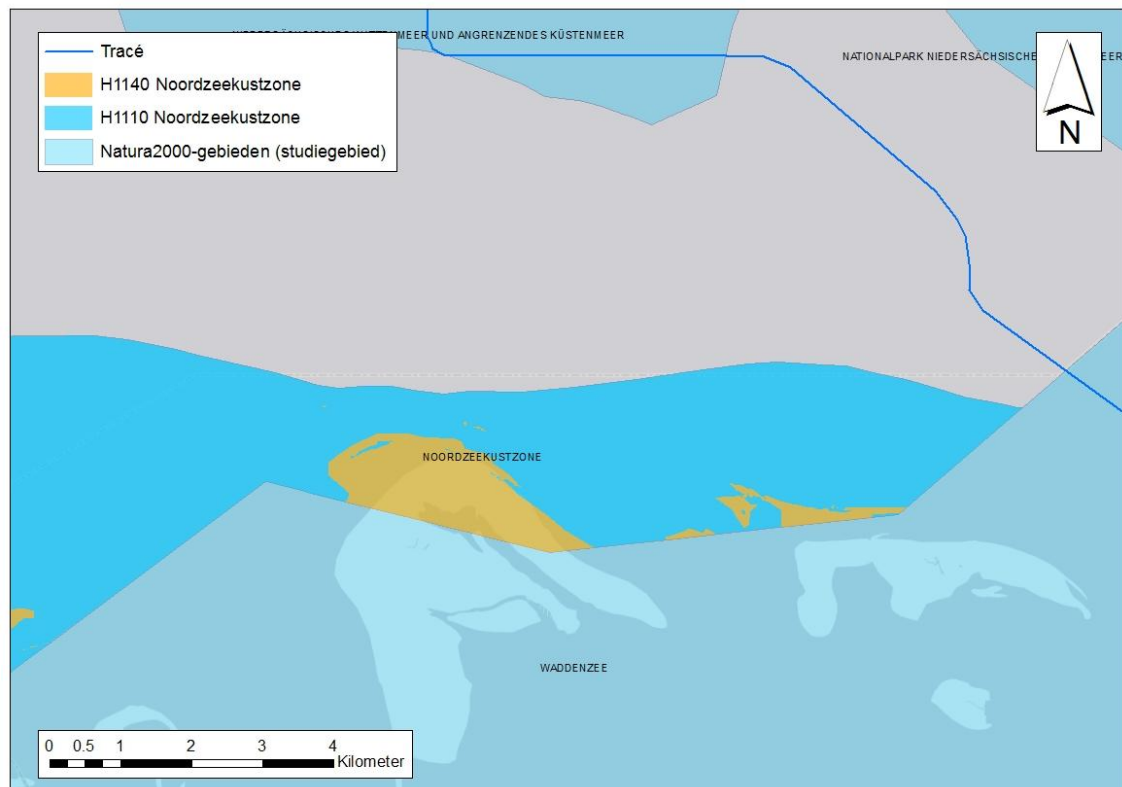 UND ANGRENZENDES KÜSTENMEER
Tracé
H1140 Noordzeekustzone
H1110 Noordzeekustzone
Natura2000-gebieden (studiegebied)
NATIONALPARK NIEDERSÄCHSISCHE
N
NOORDZEEKUSTZONE
WADDENZEE
0 0.5 1 2 3 4
Kilometer